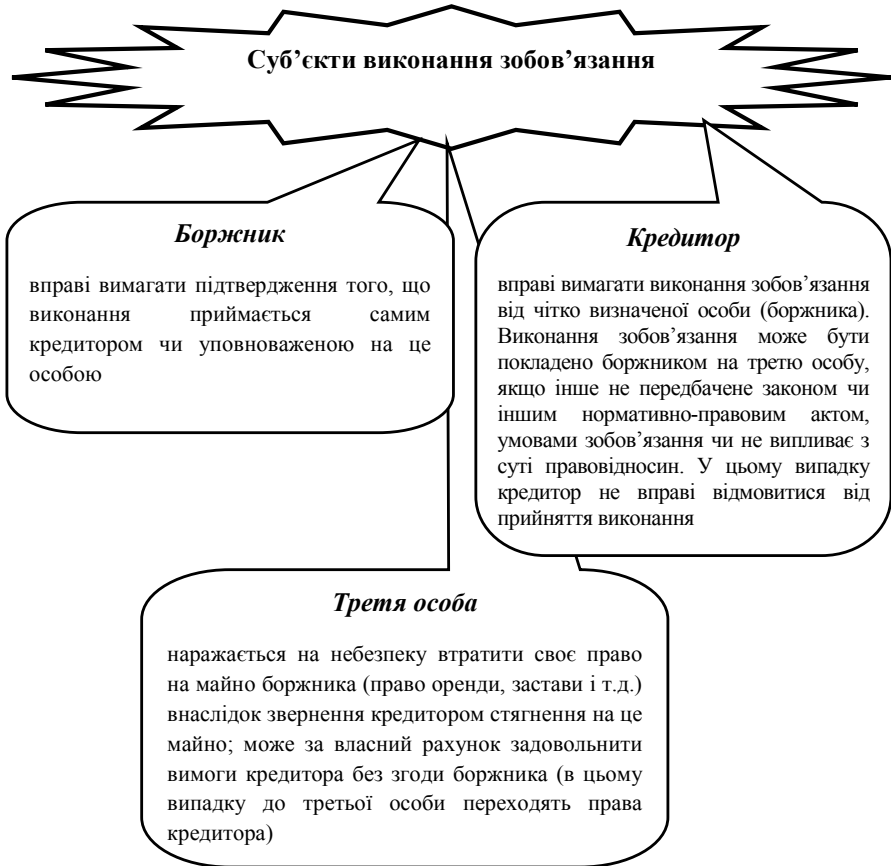 Суб’єкти виконання зобов’язання
Боржник
вправі вимагати підтвердження того, що
виконання приймається самим
кредитором чи уповноваженою на це
особою
Кредитор
вправі вимагати виконання зобов’язання
від чітко визначеної особи (боржника).
Виконання зобов’язання може бути
покладено боржником на третю особу,
якщо інше не передбачене законом чи
іншим нормативно-правовим актом,
умовами зобов’язання чи не випливає з
суті правовідносин. У цьому випадку
кредитор не вправі відмовитися від
прийняття виконання
Третя особа
наражається на небезпеку втратити своє право
на майно боржника (право оренди, застави і т.д.)
внаслідок звернення кредитором стягнення на це
майно; може за власний рахунок задовольнити
вимоги кредитора без згоди боржника (в цьому
випадку до третьої особи переходять права
кредитора)